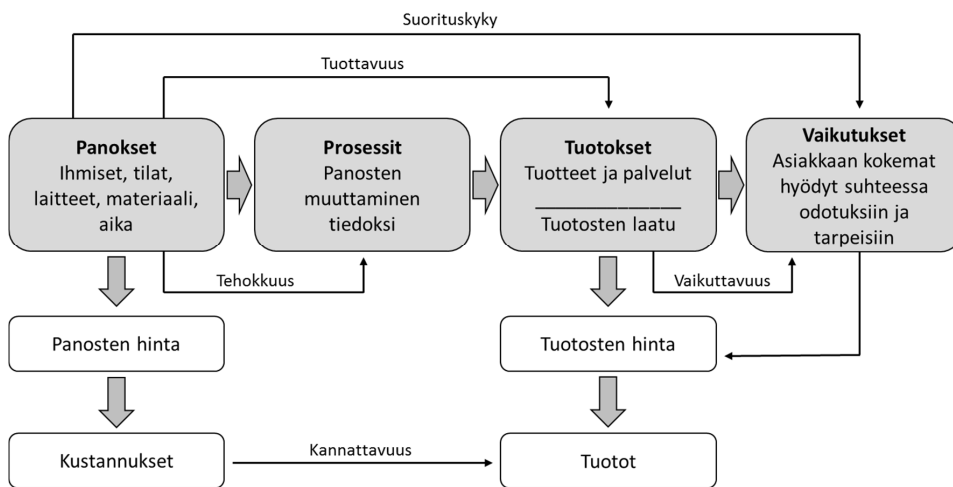 Suorituskyky
Tuottavuus
Panokset
Ihmiset, tilat,
laitteet, materiaali,
aika
Prosessit
Panosten
muuttaminen
tiedoksi
Tuotokset
Tuotteet ja palvelut
Tuotosten laatu
Vaikutukset
Asiakkaan kokemat
hyödyt suhteessa
odotuksiin ja
tarpeisiin
Tehokkuus
Vaikuttavuus
Panosten hinta
Tuotosten hinta
Kustannukset
Kannattavuus
Tuotot